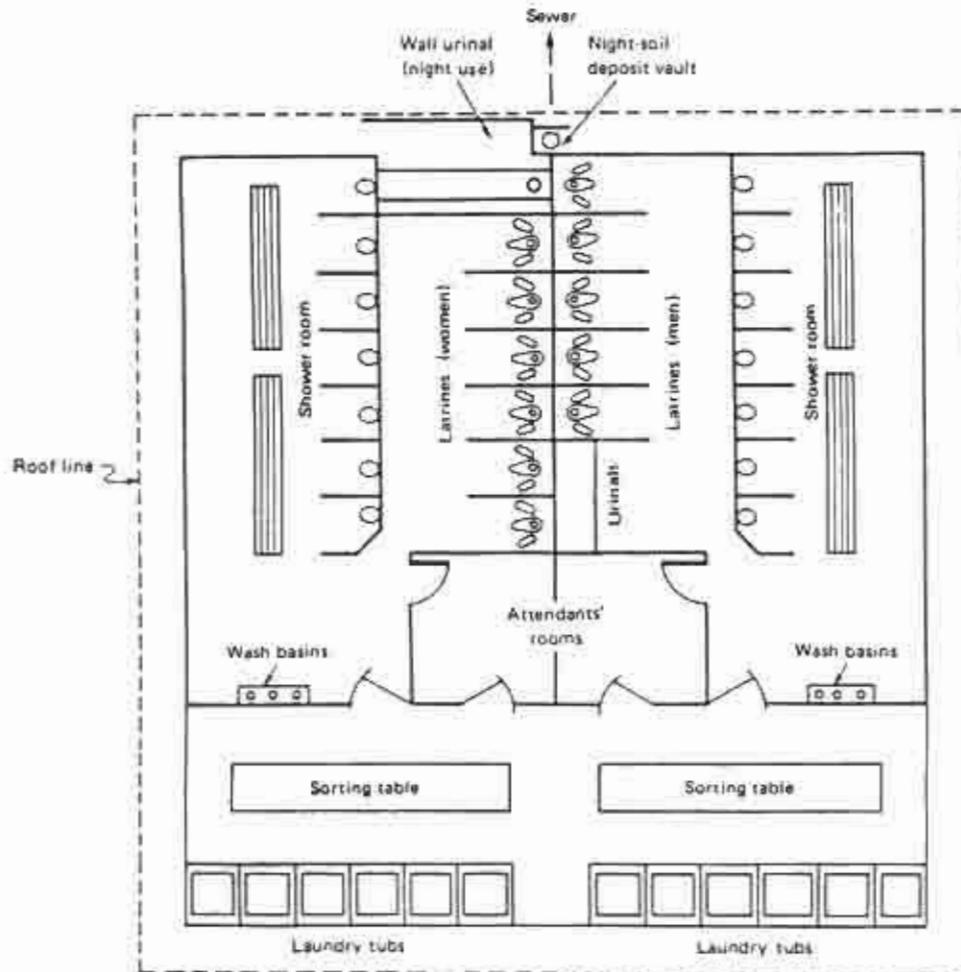 Sewer
Wall urinal
(night use)
Night-soil
deposit vault
Shower room
Latrines (women)
Latrines (men)
Shower room
Roof line
Urinals
Attendants'
rooms
Wash basins
Wash basins
Sorting table
Sorting table
Laundry tubs
Laundry tubs